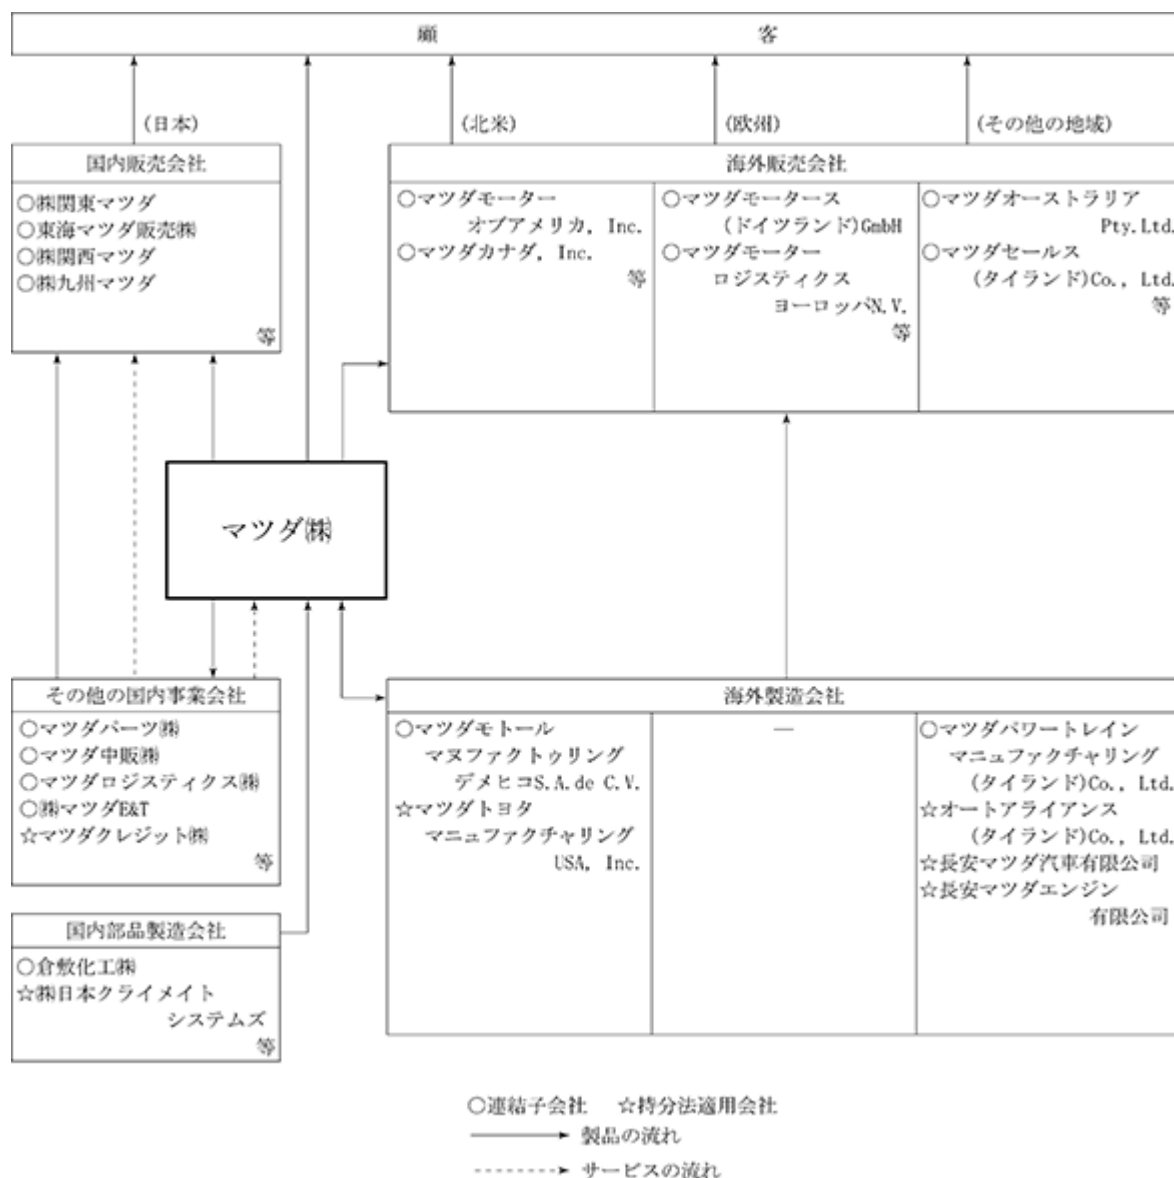 顧客
(日本)
(北米)
(欧州)
(その他の地域)
国内販売会社
○㈱関東マツダ
○東海マツダ販売㈱
○㈱関西マツダ
○㈱九州マツダ
等
海外販売会社
○マツダモーター
オブアメリカ, Inc.
○マツダカナダ, Inc.
等
○マツダモータース
(ドイツランド)GmbH
○マツダモーター
ロジスティクス
ヨーロッパN.V.
等
○マツダオーストラリア
Pty.Ltd.
○マツダセールス
(タイランド)Co., Ltd.
等
マツダ㈱
その他の国内事業会社
○マツダパーツ㈱
○マツダ中販㈱
○マツダロジスティクス㈱
○㈱マツダE&T
☆マツダクレジット㈱
等
国内部品製造会社
○倉敷化工㈱
☆㈱日本クライメイト
システムズ
等
海外製造会社
○マツダモトール
マヌファクトゥリング
デメヒコS.A.de C.V.
☆マツダトヨタ
マニュファクチャリング
USA, Inc.
―
○マツダパワートレイン
マニュファクチャリング
(タイランド)Co., Ltd.
☆オートアライアンス
(タイランド)Co., Ltd.
☆長安マツダ汽車有限公司
☆長安マツダエンジン
有限公司
○連結子会社 ☆持分法適用会社
製品の流れ
サービスの流れ